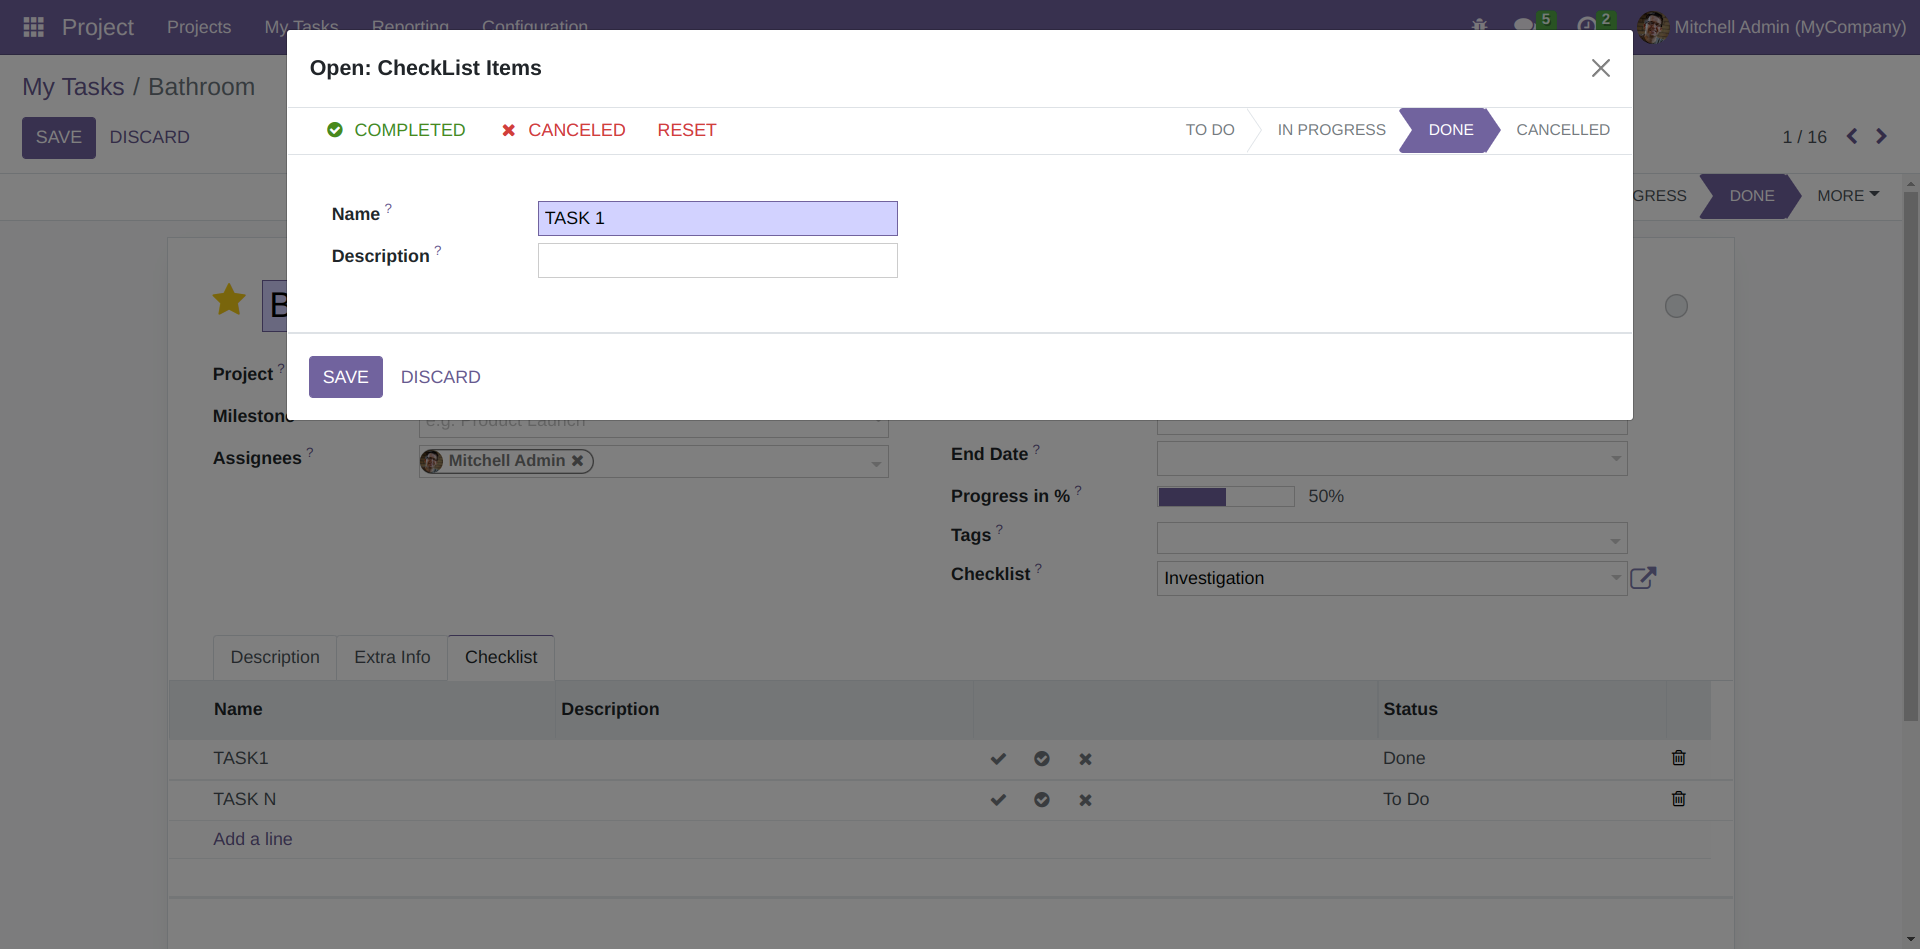 Project Projects My Tasks Reporting Configuration 5 2 Mitchell Admin (MyCompany)
My Tasks / Bathroom
SAVE DISCARD
1 / 16
GRESS DONE MORE
Open: CheckList Items
COMPLETED CANCELED RESET
TO DO IN PROGRESS DONE CANCELLED
Name ? TASK 1
Description ?
SAVE DISCARD
B
Project ?
Milestone e.g. Product Launch
Assignees ? Mitchell Admin
End Date ?
Progress in % ? 50%
Tags ?
Checklist ? Investigation
Description Extra Info Checklist
Name Description Status
TASK1 Done
TASK N To Do
Add a line